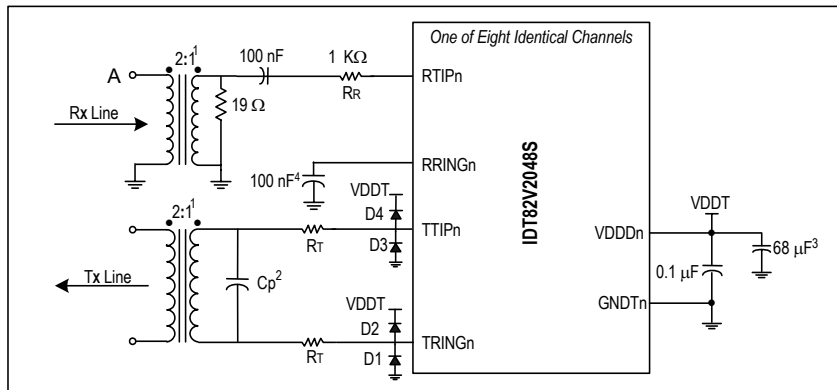 One of Eight Identical Channels
2:1¹
100 nF
1 KΩ
A
RTIPn
RR
19 Ω
Rx Line
RRINGn
100 nF⁴
VDDT
D4
2:1¹
TTIPn
RT
D3
Cp²
Tx Line
VDDT
D2
TRINGn
RT
D1
IDT82V2048S
VDDT
VDDDn
68 µF³
0.1 µF
GNDTn